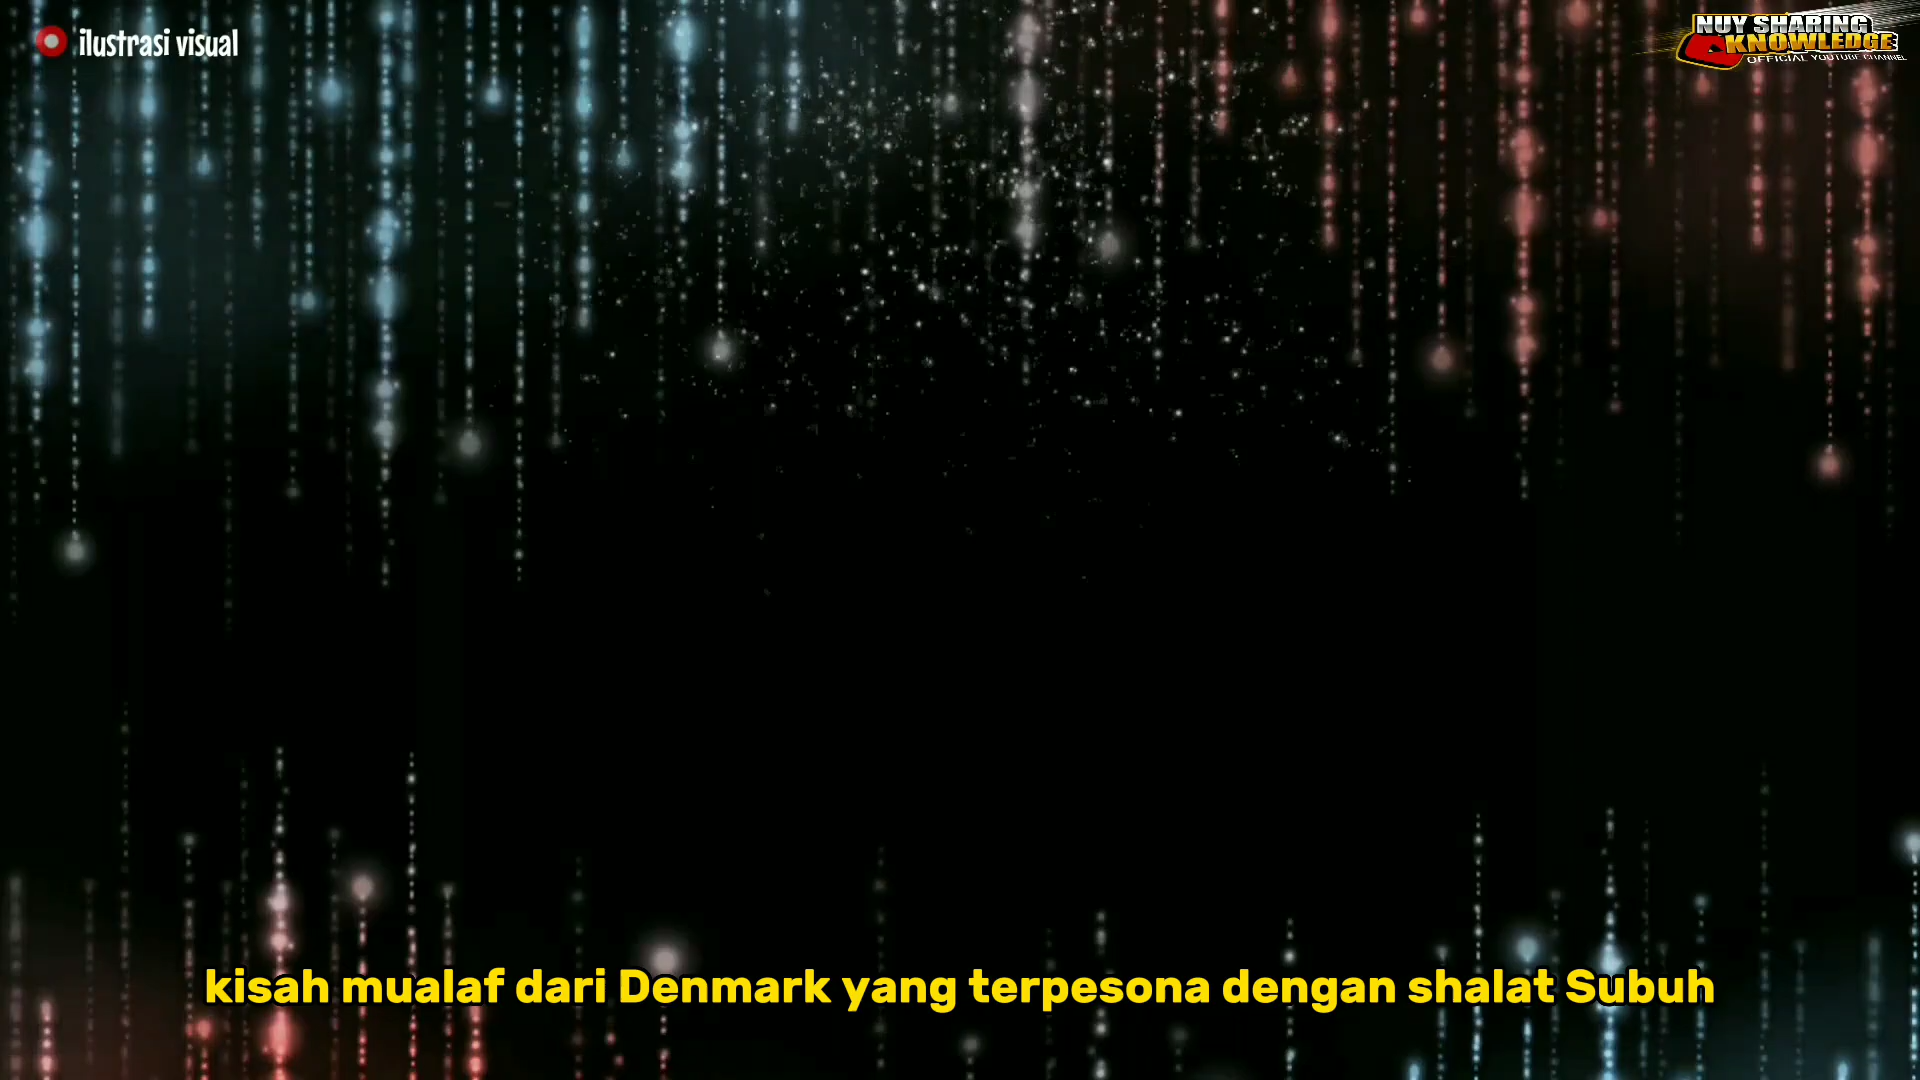 ilustrasi visual
NUY SHARING
KNOWLEDGE
OFFICIAL YOUTUBE CHANNEL
kisah mualaf dari Denmark yang terpesona dengan shalat Subuh